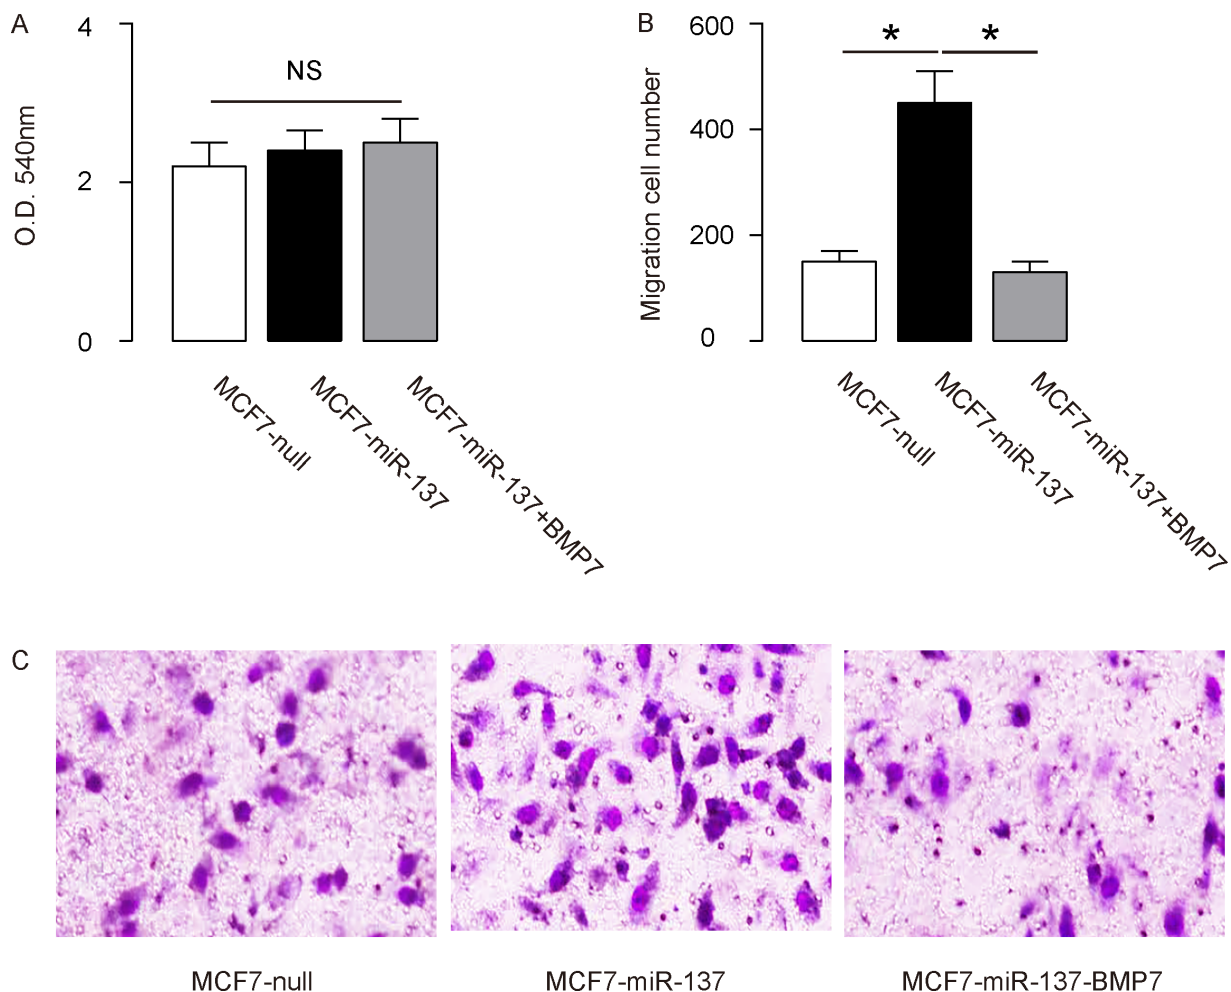 A
4
2
0
O.D. 540nm
NS
MCF7-null
MCF7-miR-137
MCF7-miR-137+BMP7
B
600
400
200
0
Migration cell number
*
*
MCF7-null
MCF7-miR-137
MCF7-miR-137+BMP7
C
MCF7-null
MCF7-miR-137
MCF7-miR-137-BMP7